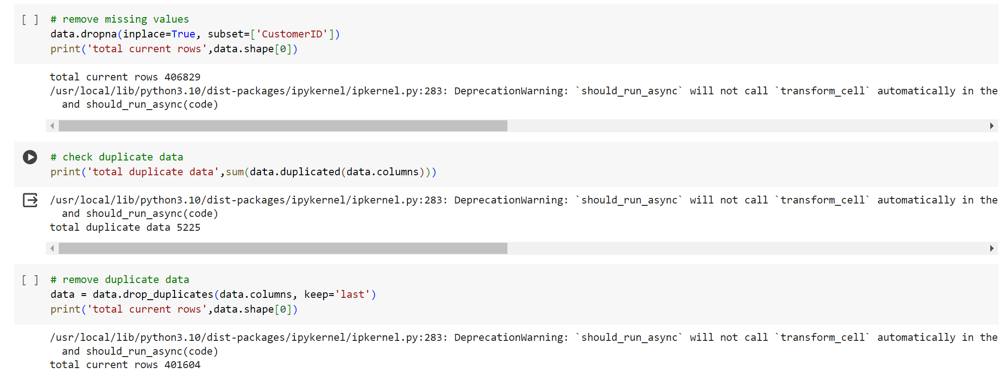 [ ] # remove missing values
data.dropna(inplace=True, subset=['CustomerID'])
print('total current rows',data.shape[0])
total current rows 406829
/usr/local/lib/python3.10/dist-packages/ipykernel/ipkernel.py:283: DeprecationWarning: `should_run_async` will not call `transform_cell` automatically in the
  and should_run_async(code)
# check duplicate data
print('total duplicate data',sum(data.duplicated(data.columns)))
/usr/local/lib/python3.10/dist-packages/ipykernel/ipkernel.py:283: DeprecationWarning: `should_run_async` will not call `transform_cell` automatically in the
  and should_run_async(code)
total duplicate data 5225
[ ] # remove duplicate data
data = data.drop_duplicates(data.columns, keep='last')
print('total current rows',data.shape[0])
/usr/local/lib/python3.10/dist-packages/ipykernel/ipkernel.py:283: DeprecationWarning: `should_run_async` will not call `transform_cell` automatically in the
  and should_run_async(code)
total current rows 401604